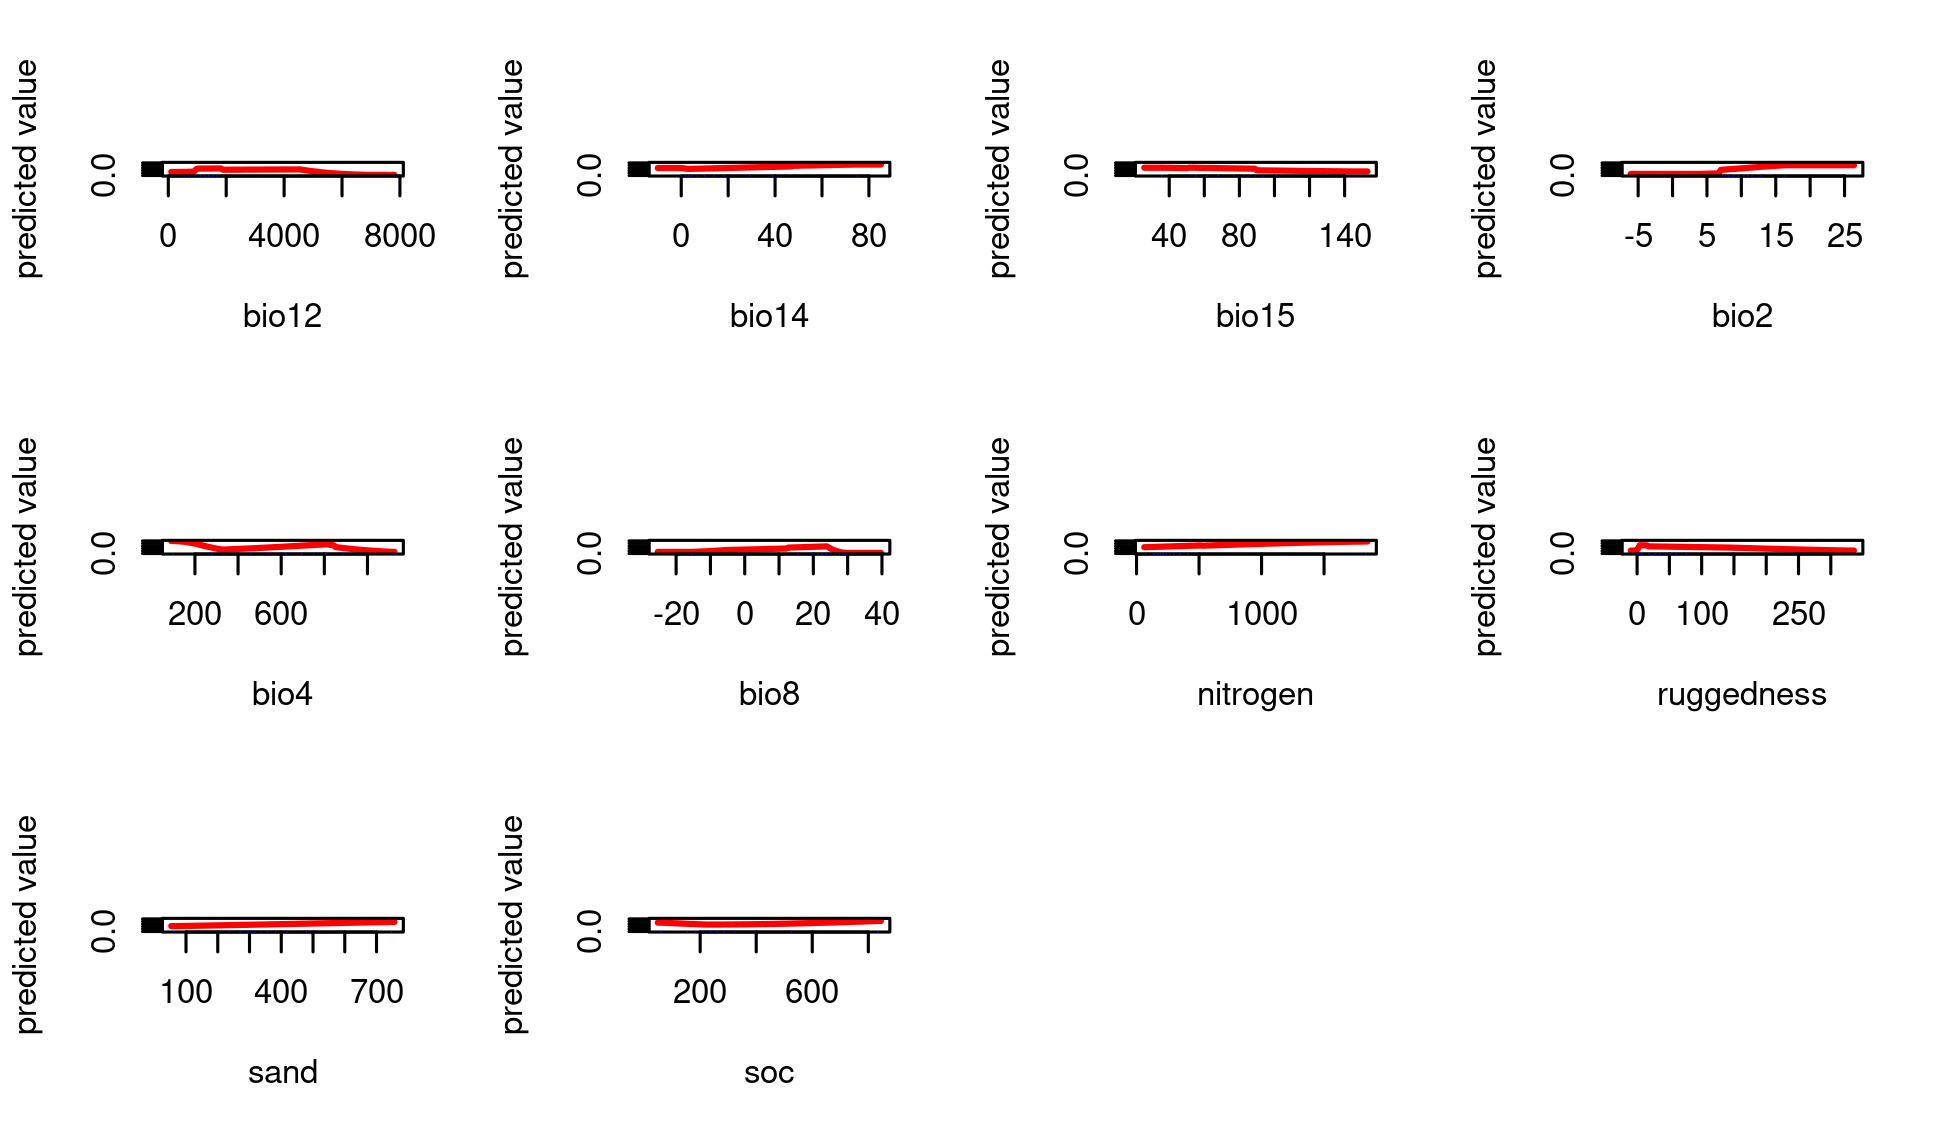 predicted value
0.0
0 4000 8000
bio12
predicted value
0.0
0 40 80
bio14
predicted value
0.0
40 80 140
bio15
predicted value
0.0
-5 5 15 25
bio2
predicted value
0.0
200 600
bio4
predicted value
0.0
-20 0 20 40
bio8
predicted value
0.0
0 1000
nitrogen
predicted value
0.0
0 100 250
ruggedness
predicted value
0.0
100 400 700
sand
predicted value
0.0
200 600
soc